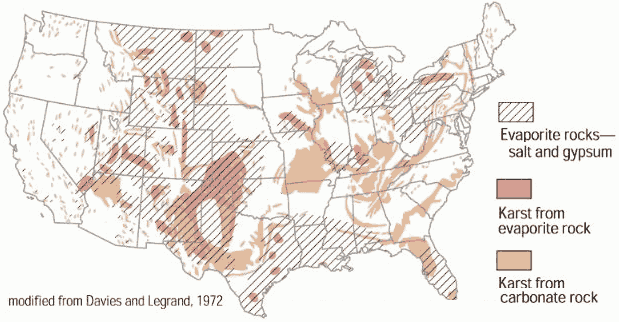 Evaporite rocks—
salt and gypsum
Karst from
evaporite rock
Karst from
carbonate rock
modified from Davies and Legrand, 1972